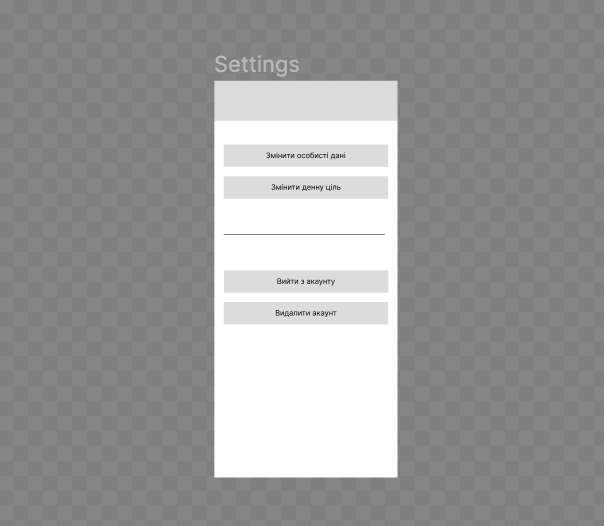 Settings
Змінити особисті дані
Змінити денну ціль
Вийти з акаунту
Видалити акаунт